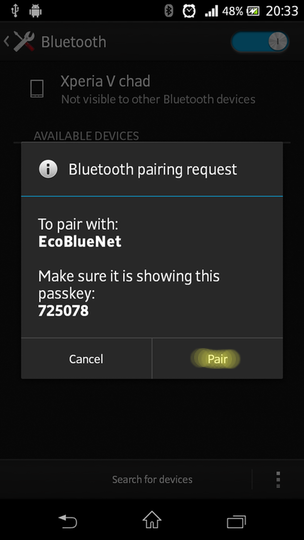 48% 20:33
Bluetooth
Xperia V chad
Not visible to other Bluetooth devices
AVAILABLE DEVICES
Bluetooth pairing request
To pair with:
EcoBlueNet
Make sure it is showing this
passkey:
725078
Cancel Pair
Search for devices